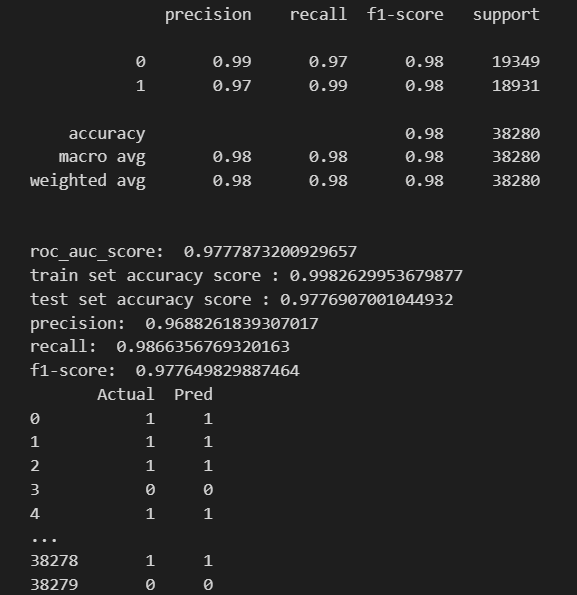 precision recall f1-score support
0 0.99 0.97 0.98 19349
1 0.97 0.99 0.98 18931
accuracy 0.98 38280
macro avg 0.98 0.98 0.98 38280
weighted avg 0.98 0.98 0.98 38280
roc_auc_score: 0.9777873200929657
train set accuracy score : 0.9982629953679877
test set accuracy score : 0.9776907001044932
precision: 0.9688261839307017
recall: 0.9866356769320163
f1-score: 0.977649829887464
Actual Pred
0 1 1
1 1 1
2 1 1
3 0 0
4 1 1
...
38278 1 1
38279 0 0